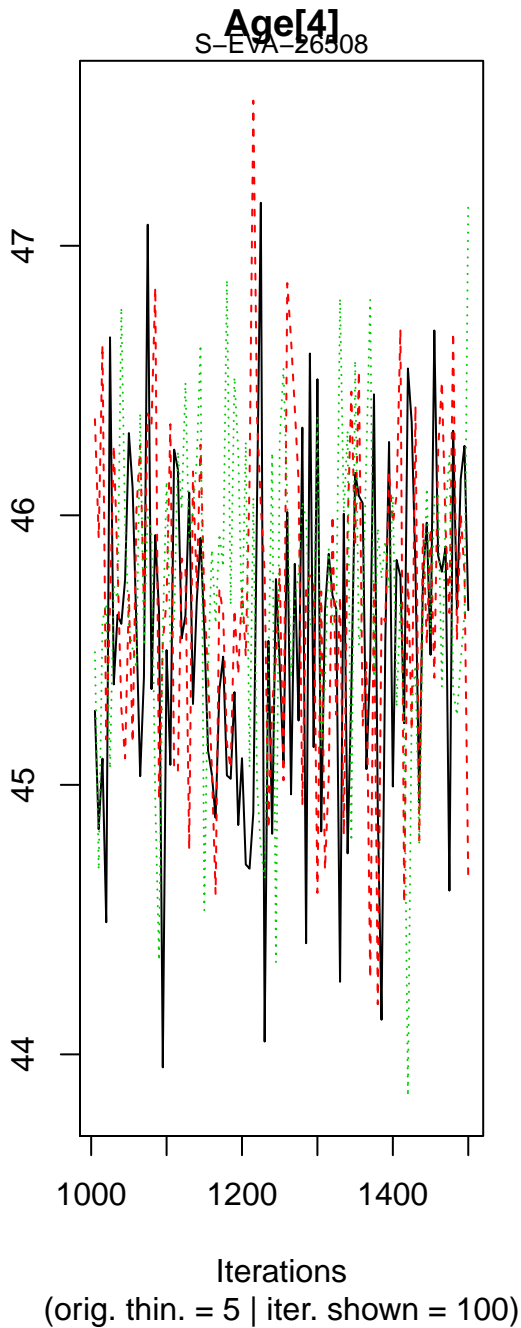 Age[4]
S−EVA−26508
47
46
45
44
1000 1200 1400
Iterations
(orig. thin. = 5 | iter. shown = 100)